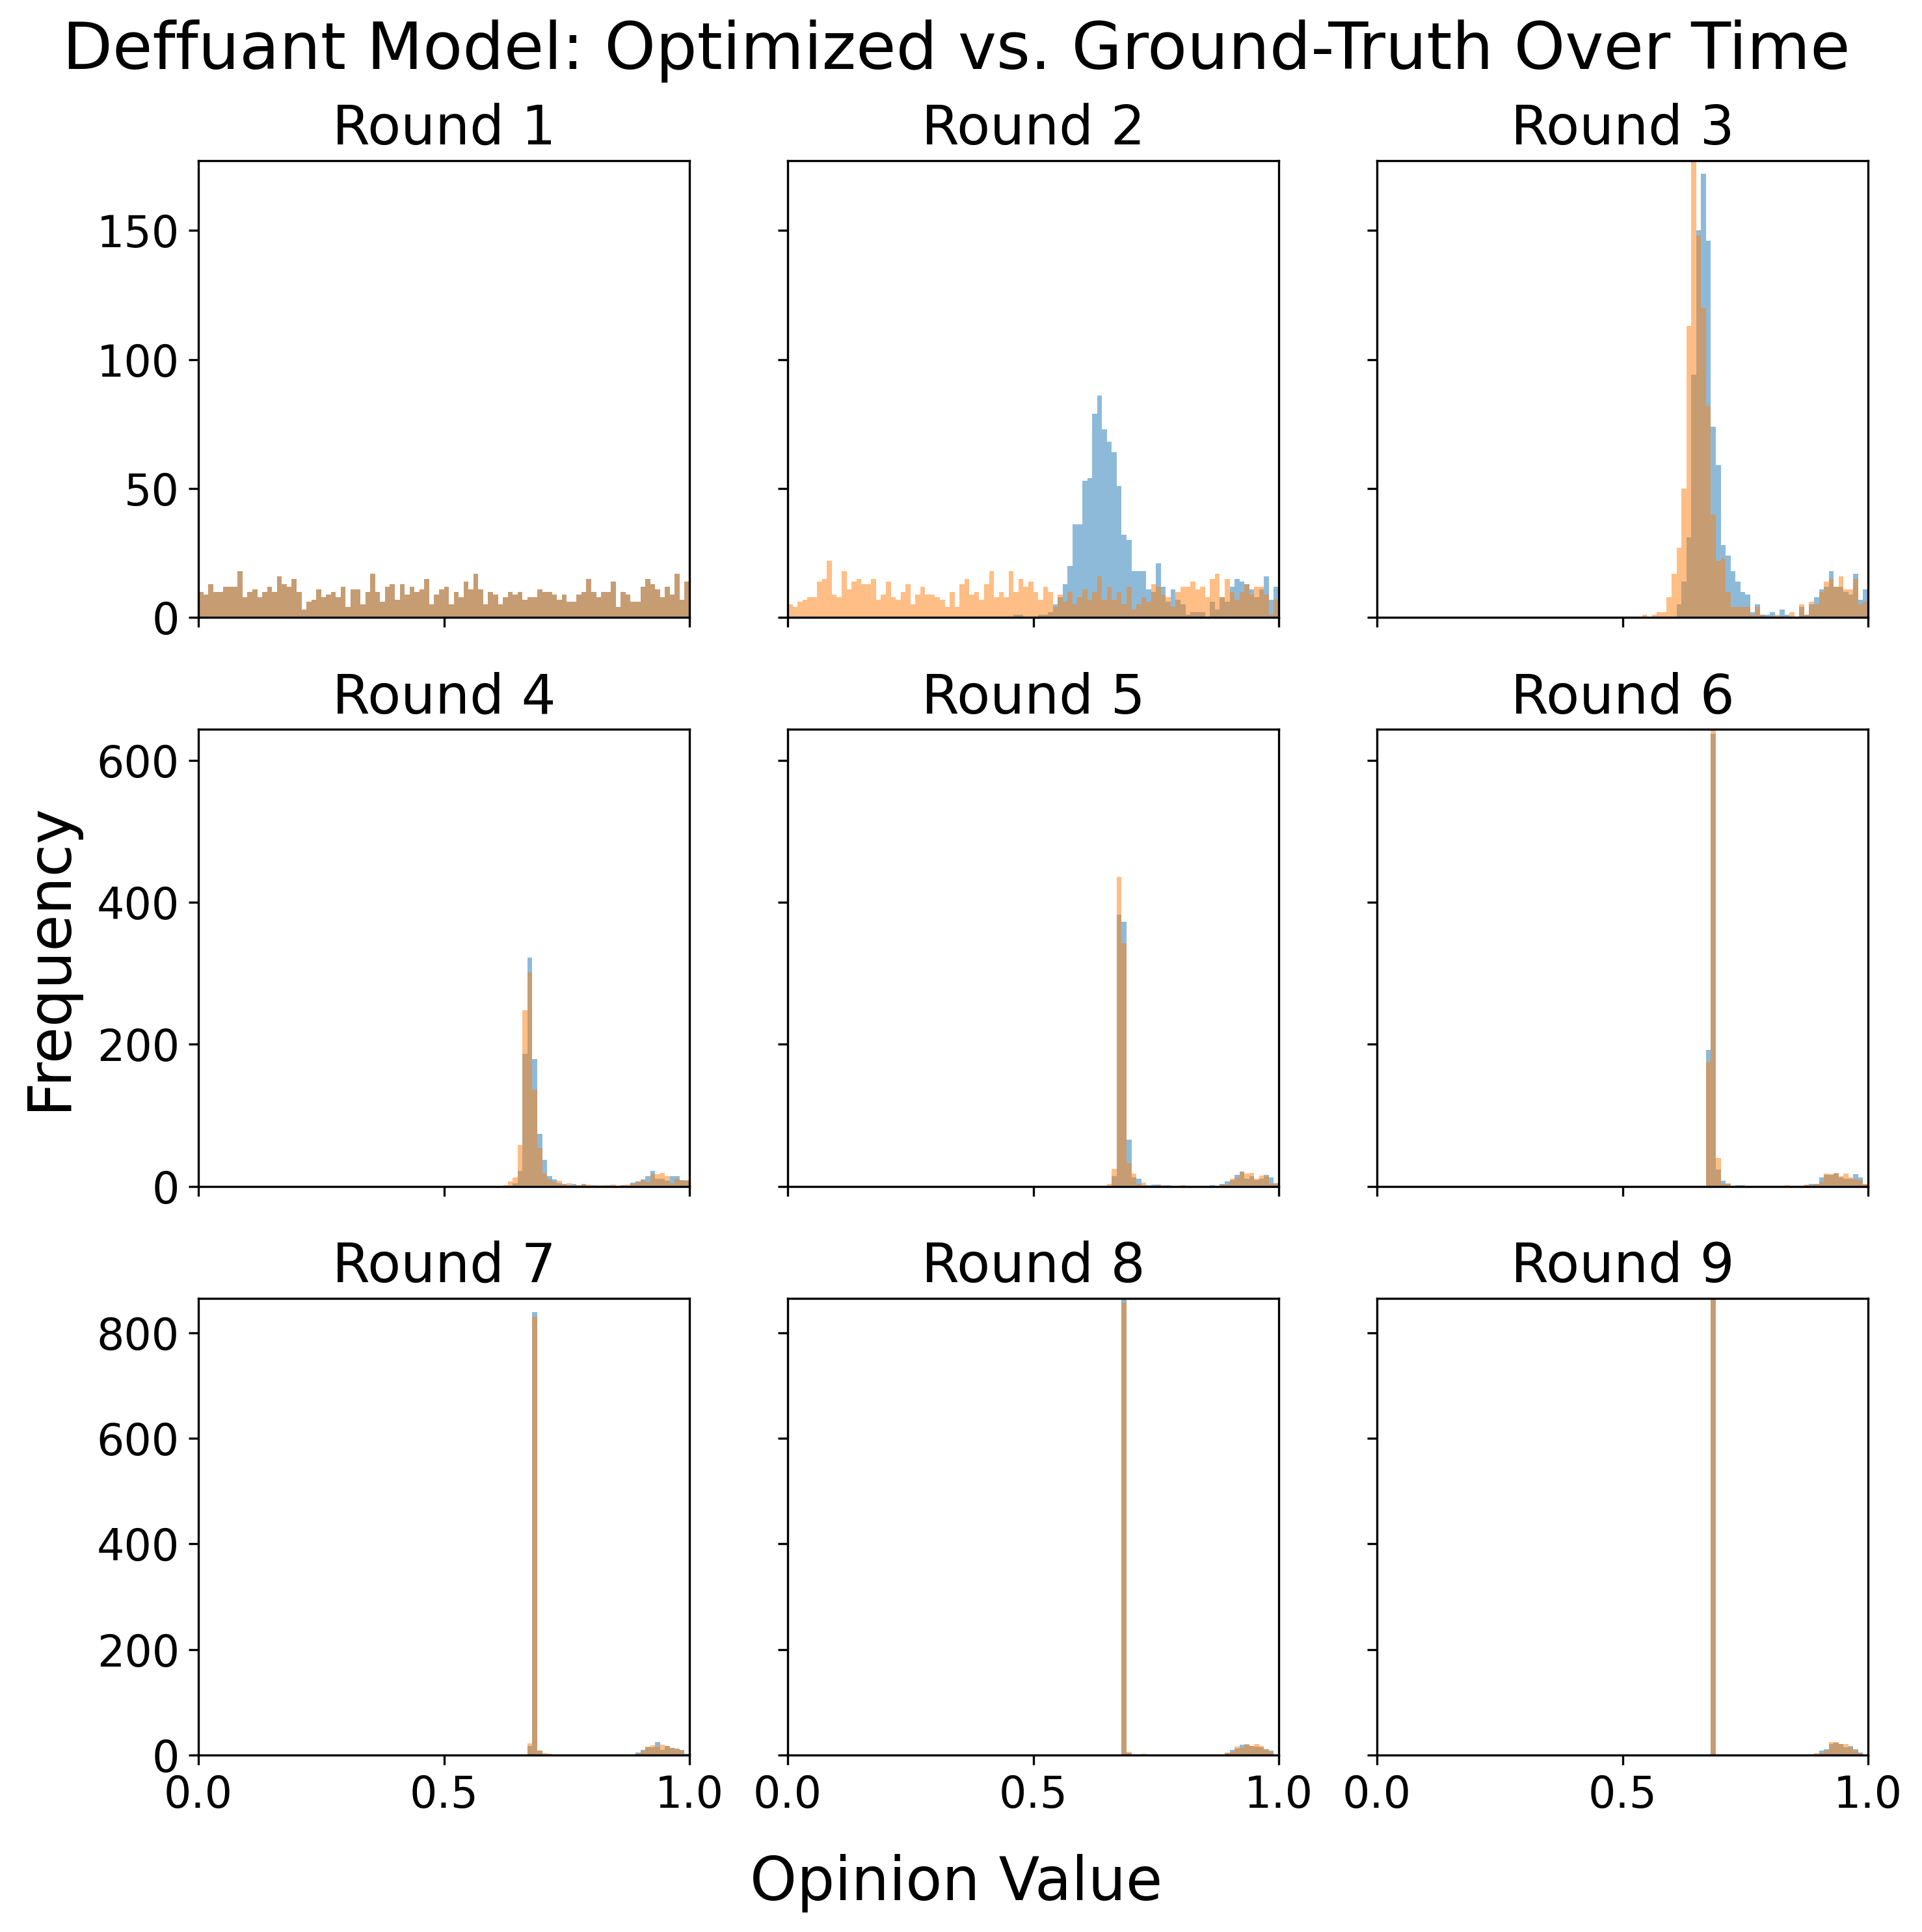 Deffuant Model: Optimized vs. Ground-Truth Over Time
Round 1
Round 2
Round 3
150
100
50
0
Round 4
Round 5
Round 6
600
400
200
0
Frequency
Round 7
Round 8
Round 9
800
600
400
200
0
0.0 0.5 1.0
0.0 0.5 1.0
0.0 0.5 1.0
Opinion Value